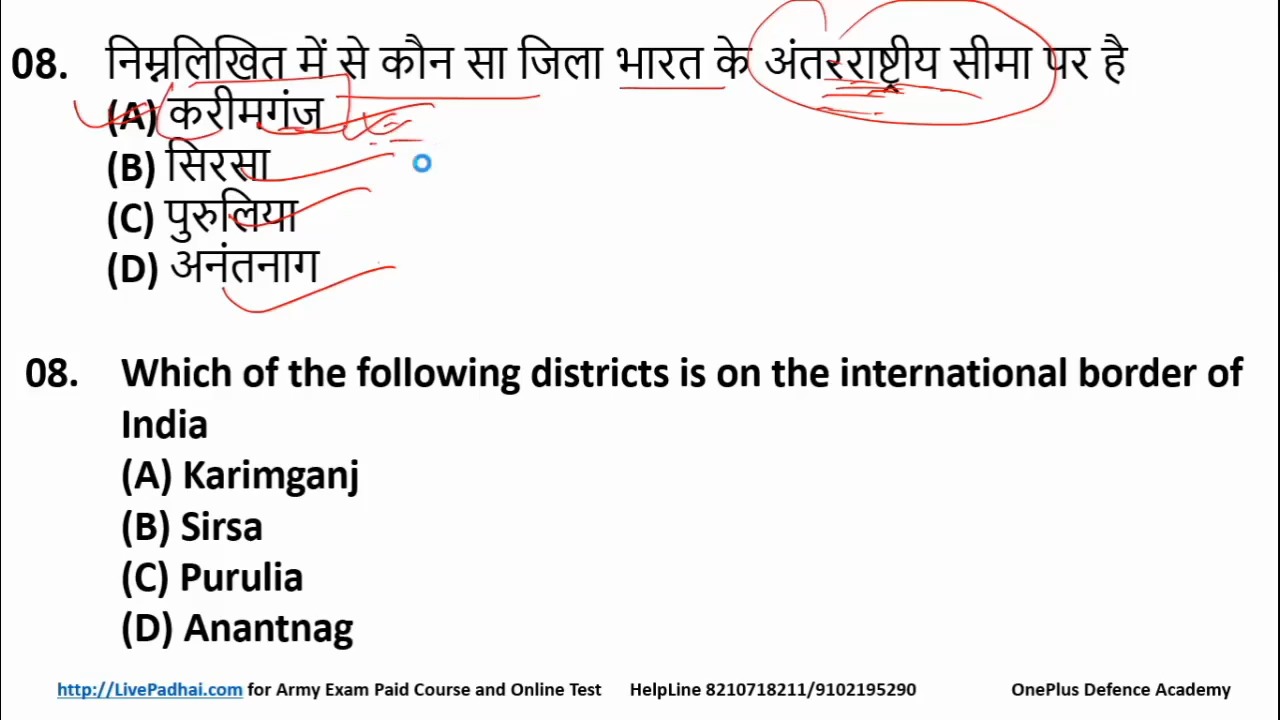 08. निम्नलिखित में से कौन सा जिला भारत के अंतरराष्ट्रीय सीमा पर है
(A) करीमगंज
(B) सिरसा
(C) पुरुलिया
(D) अनंतनाग
08. Which of the following districts is on the international border of
India
(A) Karimganj
(B) Sirsa
(C) Purulia
(D) Anantnag
http://LivePadhai.com for Army Exam Paid Course and Online Test HelpLine 8210718211/9102195290 OnePlus Defence Academy